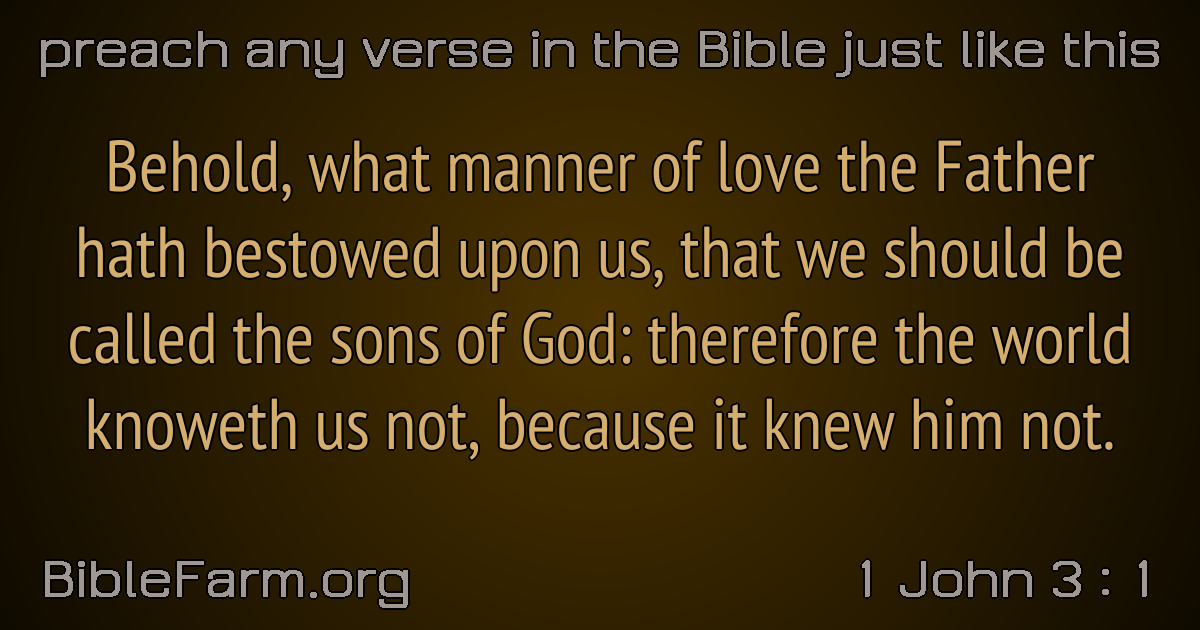 preach any verse in the Bible just like this
Behold, what manner of love the Father
hath bestowed upon us, that we should be
called the sons of God: therefore the world
knoweth us not, because it knew him not.
BibleFarm.org
1 John 3 : 1